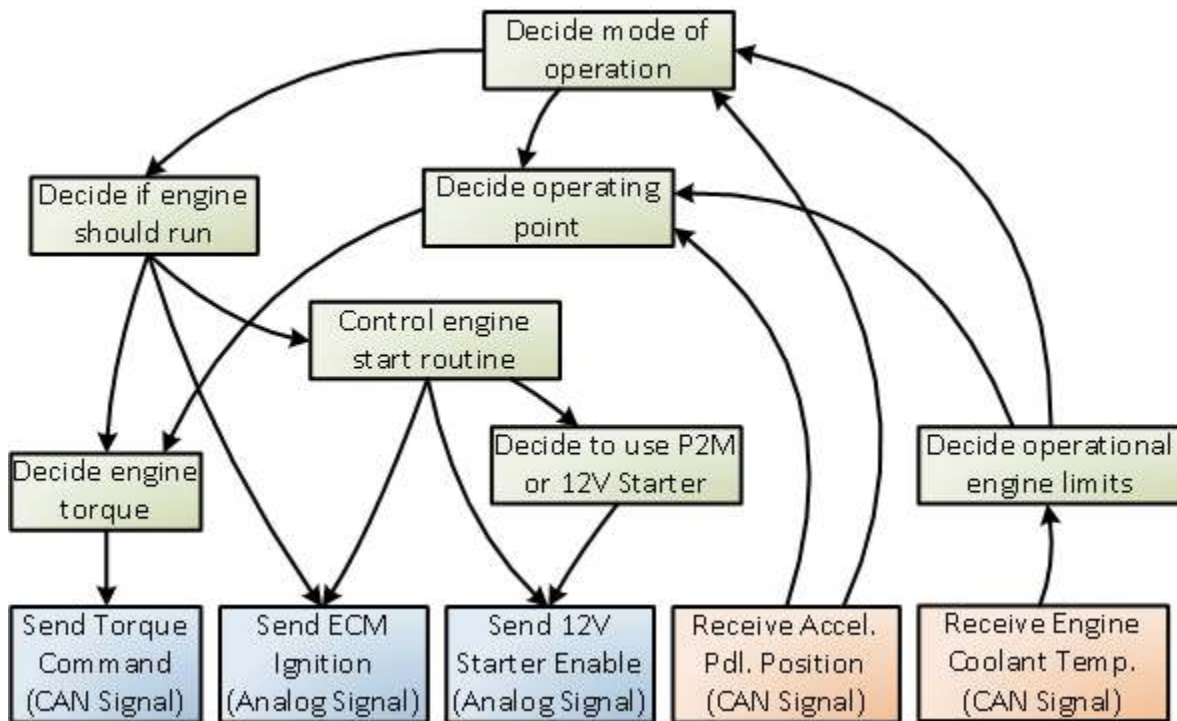 Decide mode of
operation
Decide if engine
should run
Decide operating
point
Control engine
start routine
Decide engine
torque
Decide to use P2M
or 12V Starter
Decide operational
engine limits
Send Torque
Command
(CAN Signal)
Send ECM
Ignition
(Analog Signal)
Send 12V
Starter Enable
(Analog Signal)
Receive Accel.
Pdl. Position
(CAN Signal)
Receive Engine
Coolant Temp.
(CAN Signal)